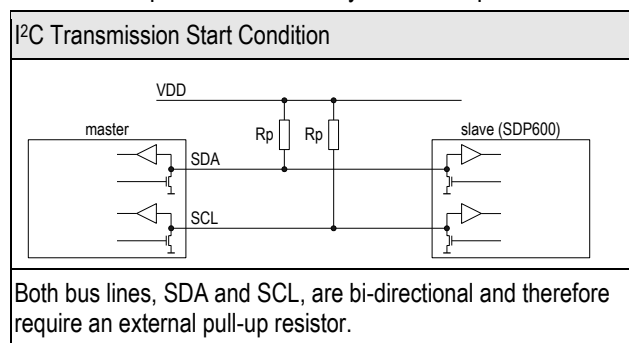 I²C Transmission Start Condition
VDD
master
Rp
Rp
slave (SDP600)
SDA
SCL
Both bus lines, SDA and SCL, are bi-directional and therefore
require an external pull-up resistor.